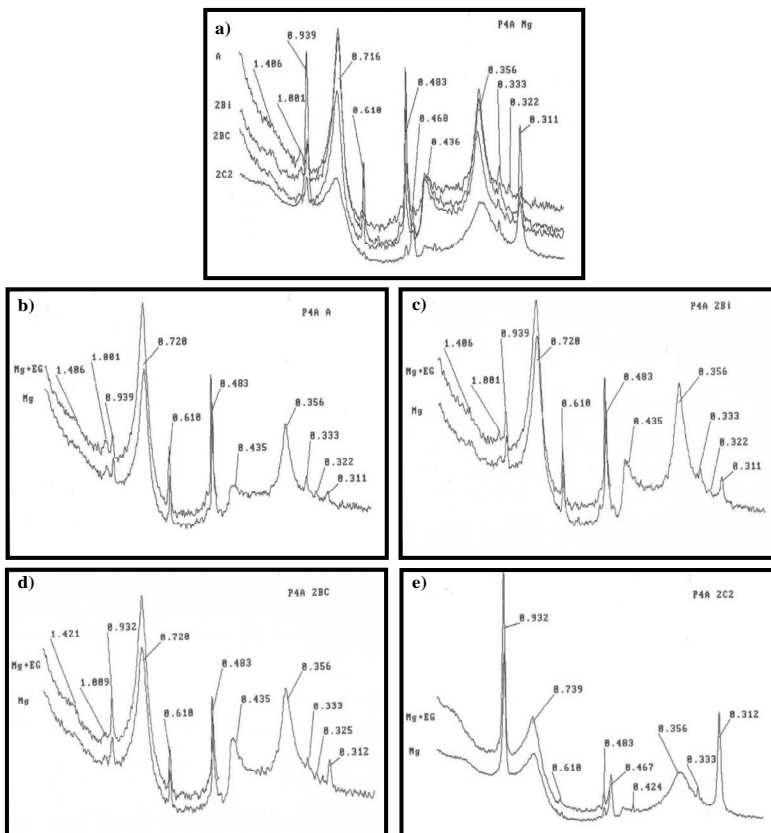 a)
P4A Mg
0.939
A
1.406
0.716
0.356
0.483
0.333
2Bi
1.001
0.322
0.610
0.468
0.311
2BC
0.436
2C2
b)
P4A A
1.001
0.720
Mg+EG
1.406
0.483
0.356
Mg
0.939
0.610
0.435
0.333
0.322
0.311
c)
P4A 2Bi
0.939
1.406
0.720
0.356
Mg+EG
0.483
1.001
Mg
0.610
0.435
0.333
0.322
0.311
d)
P4A 2BC
0.932
1.421
0.720
0.483
0.356
Mg+EG
1.009
0.435
Mg
0.610
0.333
0.325
0.312
e)
P4A 2C2
0.932
0.312
Mg+EG
0.739
0.356
0.483
Mg
0.467
0.333
0.610
0.424